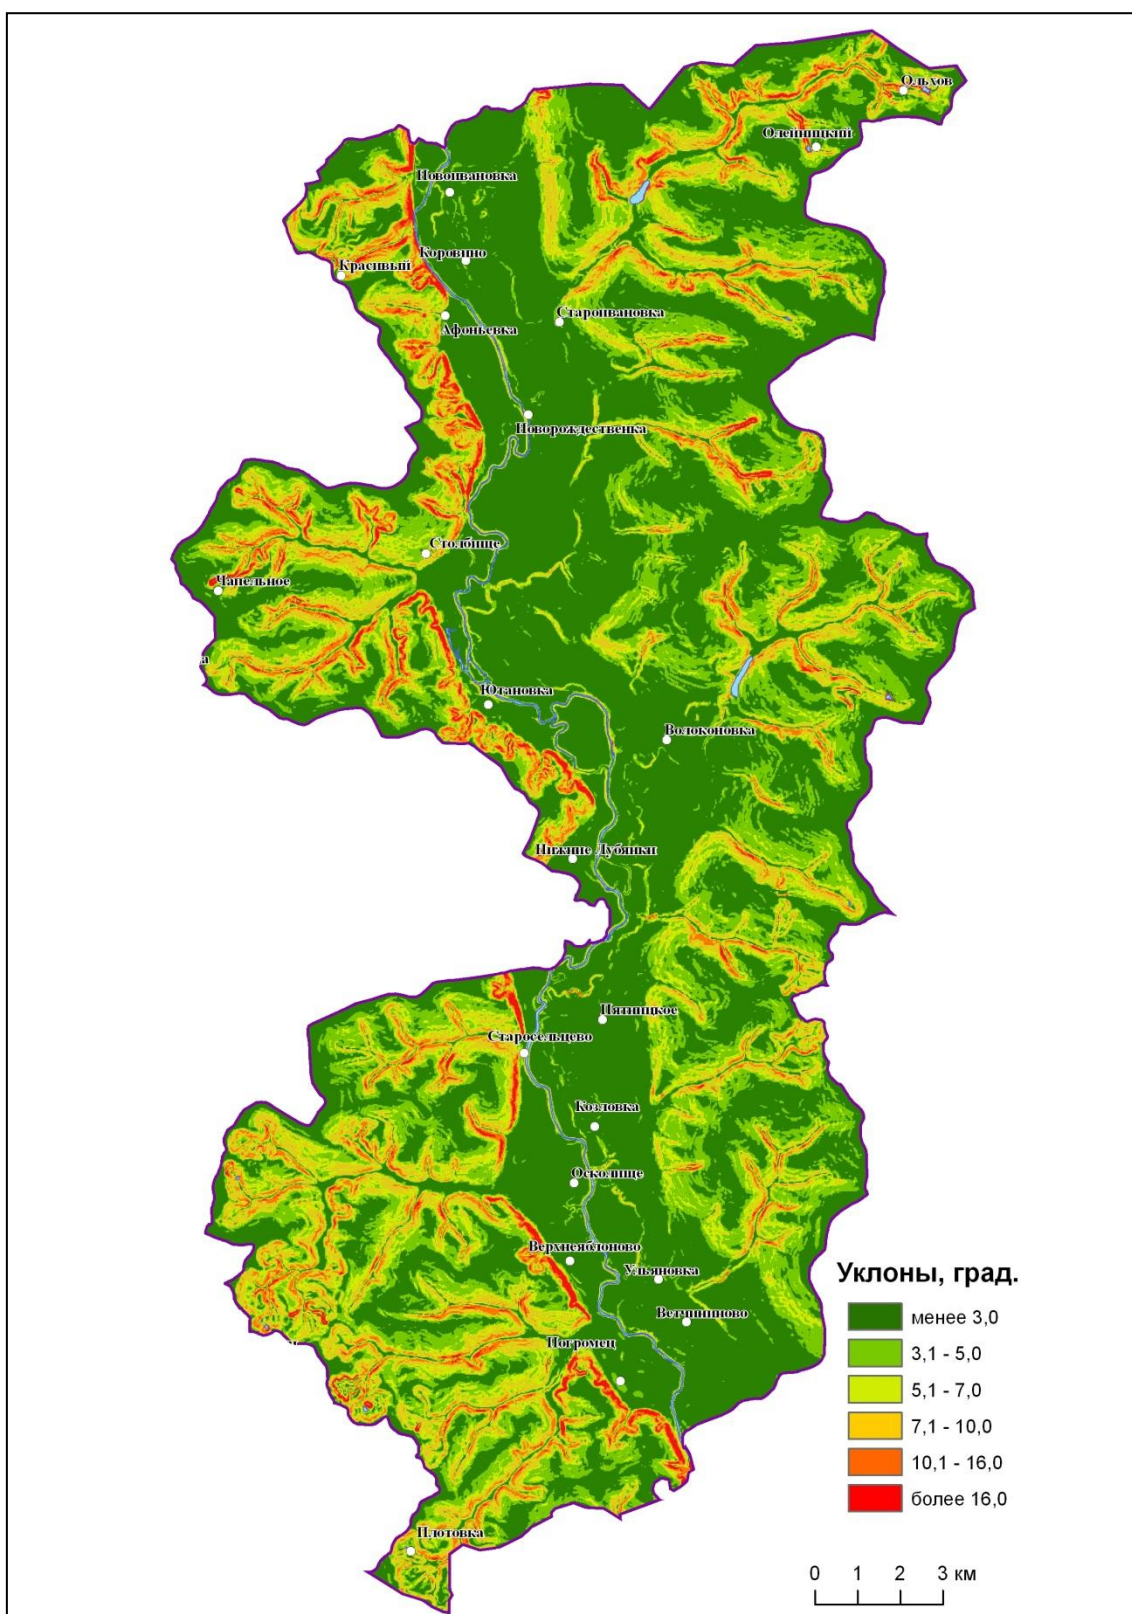 Ольхов
Олейницкий
Новоивановка
Коровино
Красивый
Староивановка
Афоньевка
Новорождественка
Столбище
Чапельное
а
Ютановка
Волоконовка
Нижние Лубянки
Пятницкое
Старосельцево
Козловка
Осколище
Верхнеяблоново
Ульяновка
Ветчининово
Погромец
Плотовка
Уклоны, град.
менее 3,0
3,1 - 5,0
5,1 - 7,0
7,1 - 10,0
10,1 - 16,0
более 16,0
0 1 2 3 км